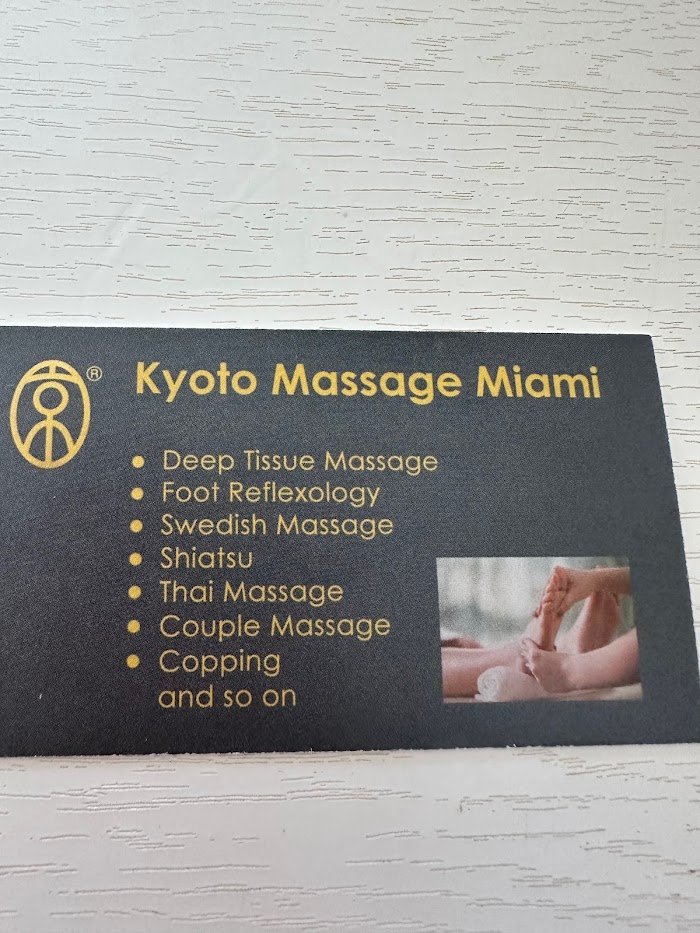 ®
Kyoto Massage Miami
• Deep Tissue Massage
• Foot Reflexology
• Swedish Massage
• Shiatsu
• Thai Massage
• Couple Massage
• Copping
and so on